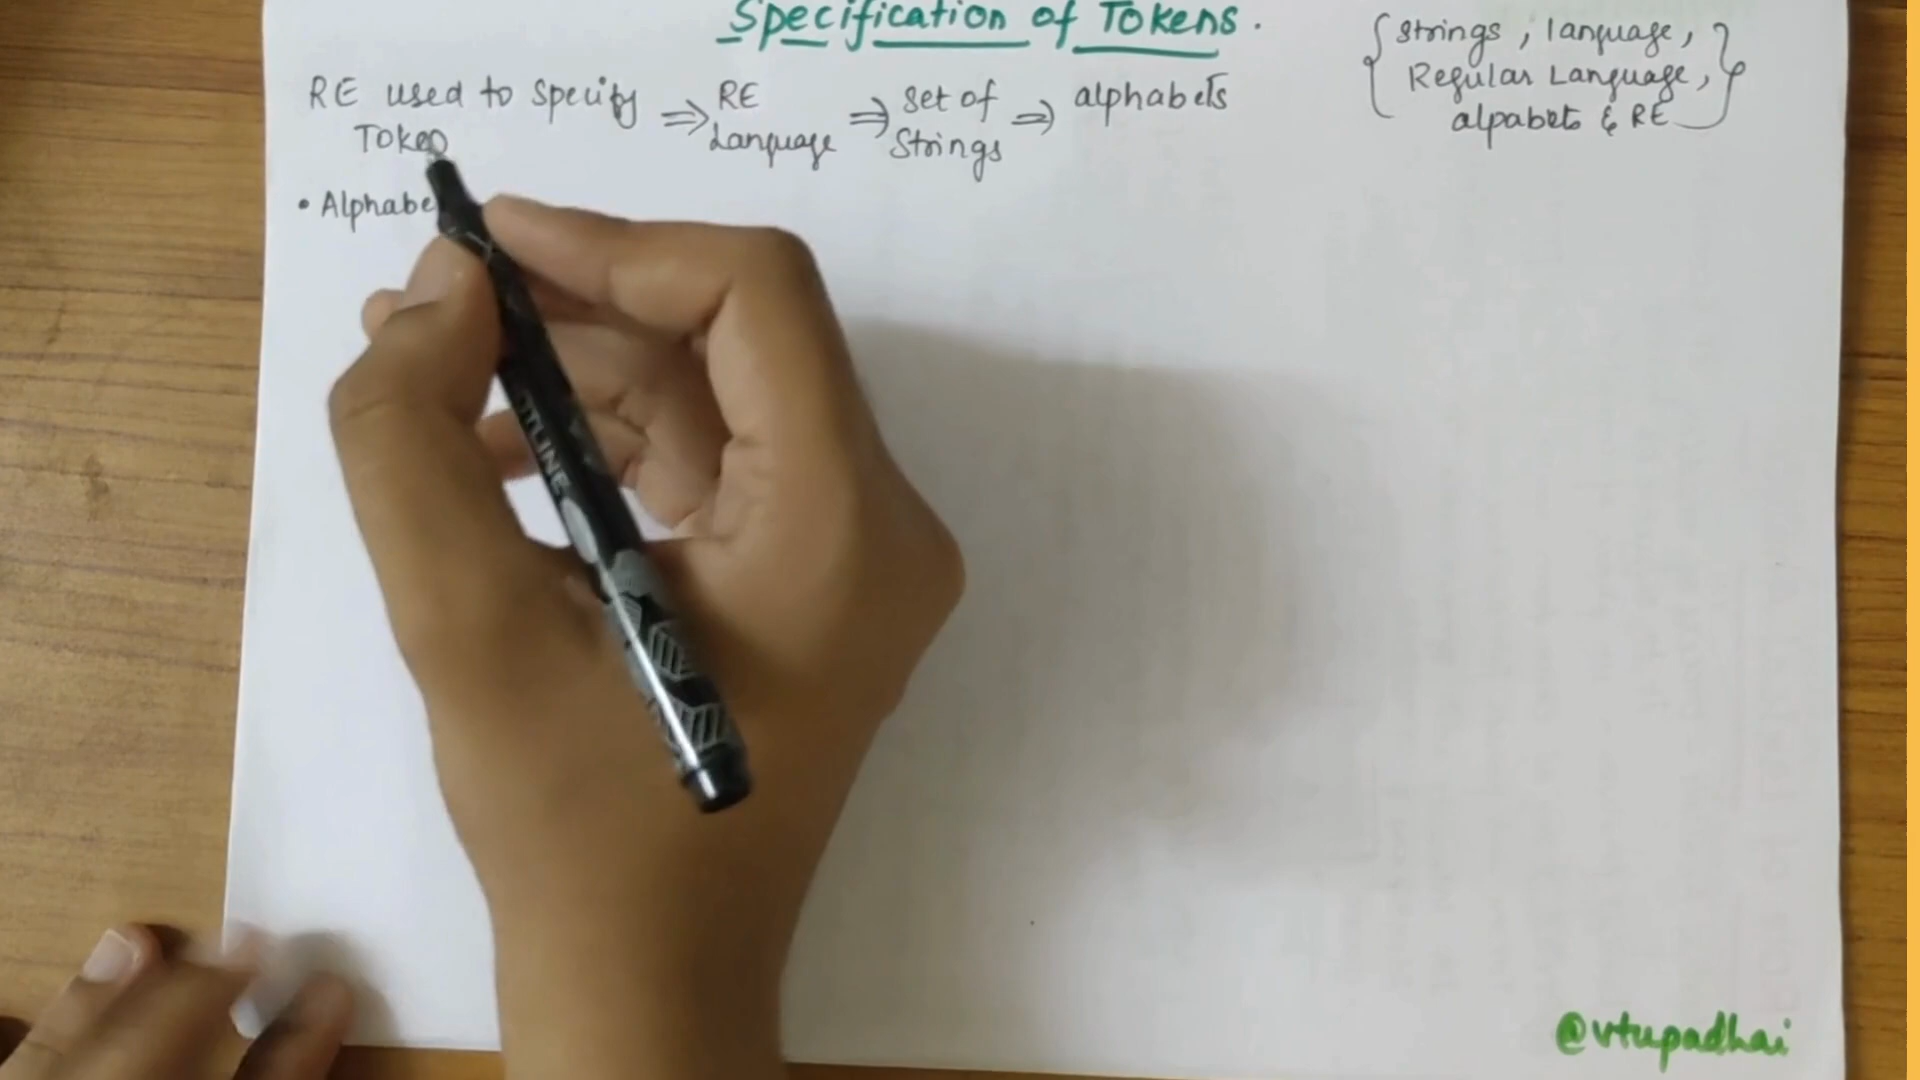 Specification of Tokens.
{ Strings, language,
Regular Language,
alpabets & RE }
RE used to specify ⇒ RE ⇒ set of ⇒ alphabets
Token Language Strings
• Alphabe
@vtupadhai